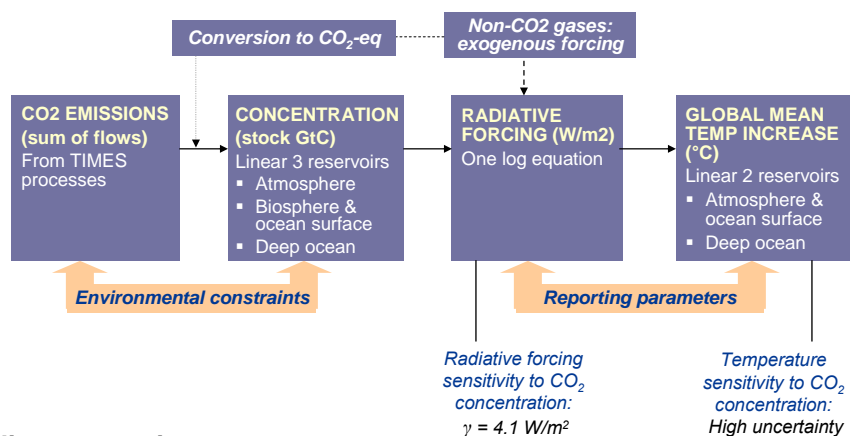 Conversion to CO2-eq
Non-CO2 gases:
exogenous forcing
CO2 EMISSIONS
(sum of flows)
From TIMES
processes
CONCENTRATION
(stock GtC)
Linear 3 reservoirs
▪ Atmosphere
▪ Biosphere &
ocean surface
▪ Deep ocean
RADIATIVE
FORCING (W/m2)
One log equation
GLOBAL MEAN
TEMP INCREASE
(°C)
Linear 2 reservoirs
▪ Atmosphere &
ocean surface
▪ Deep ocean
Environmental constraints
Reporting parameters
Radiative forcing
sensitivity to CO2
concentration:
γ = 4.1 W/m²
Temperature
sensitivity to CO2
concentration:
High uncertainty